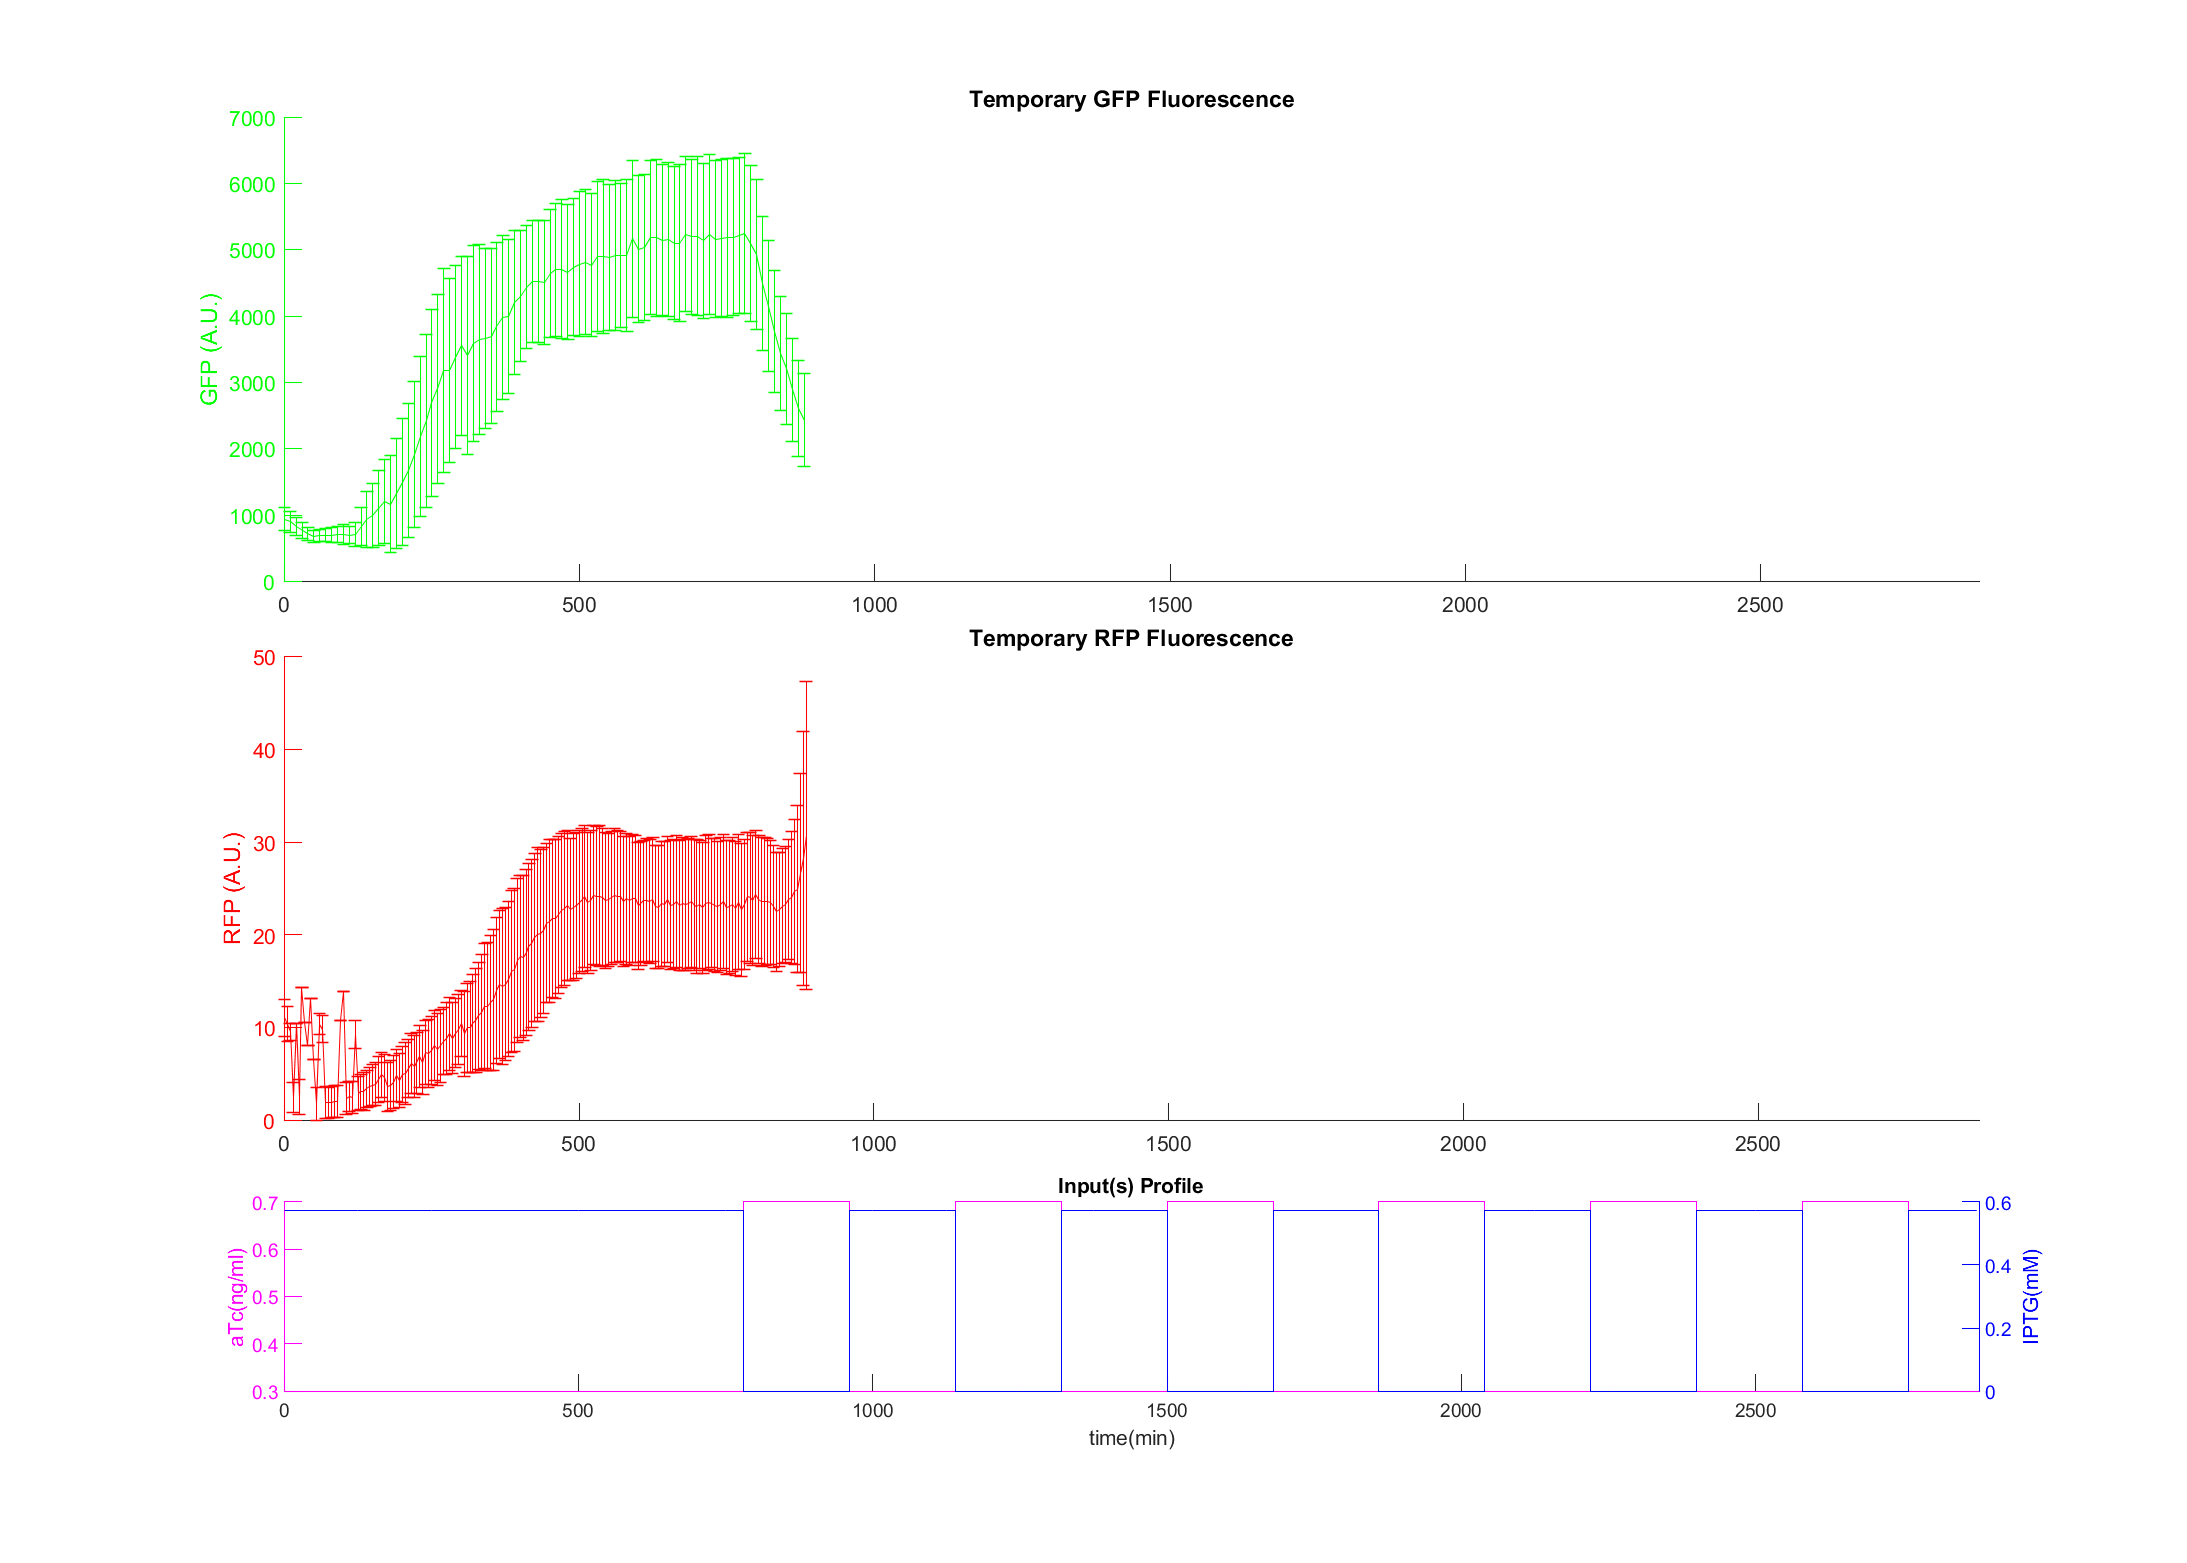 Temporary GFP Fluorescence
7000
6000
5000
4000
3000
2000
1000
0
GFP (A.U.)
0 500 1000 1500 2000 2500
Temporary RFP Fluorescence
50
40
30
20
10
0
RFP (A.U.)
0 500 1000 1500 2000 2500
Input(s) Profile
0.7
0.6
0.5
0.4
0.3
aTc(ng/ml)
0.6
0.4
0.2
0
IPTG(mM)
0 500 1000 1500 2000 2500
time(min)